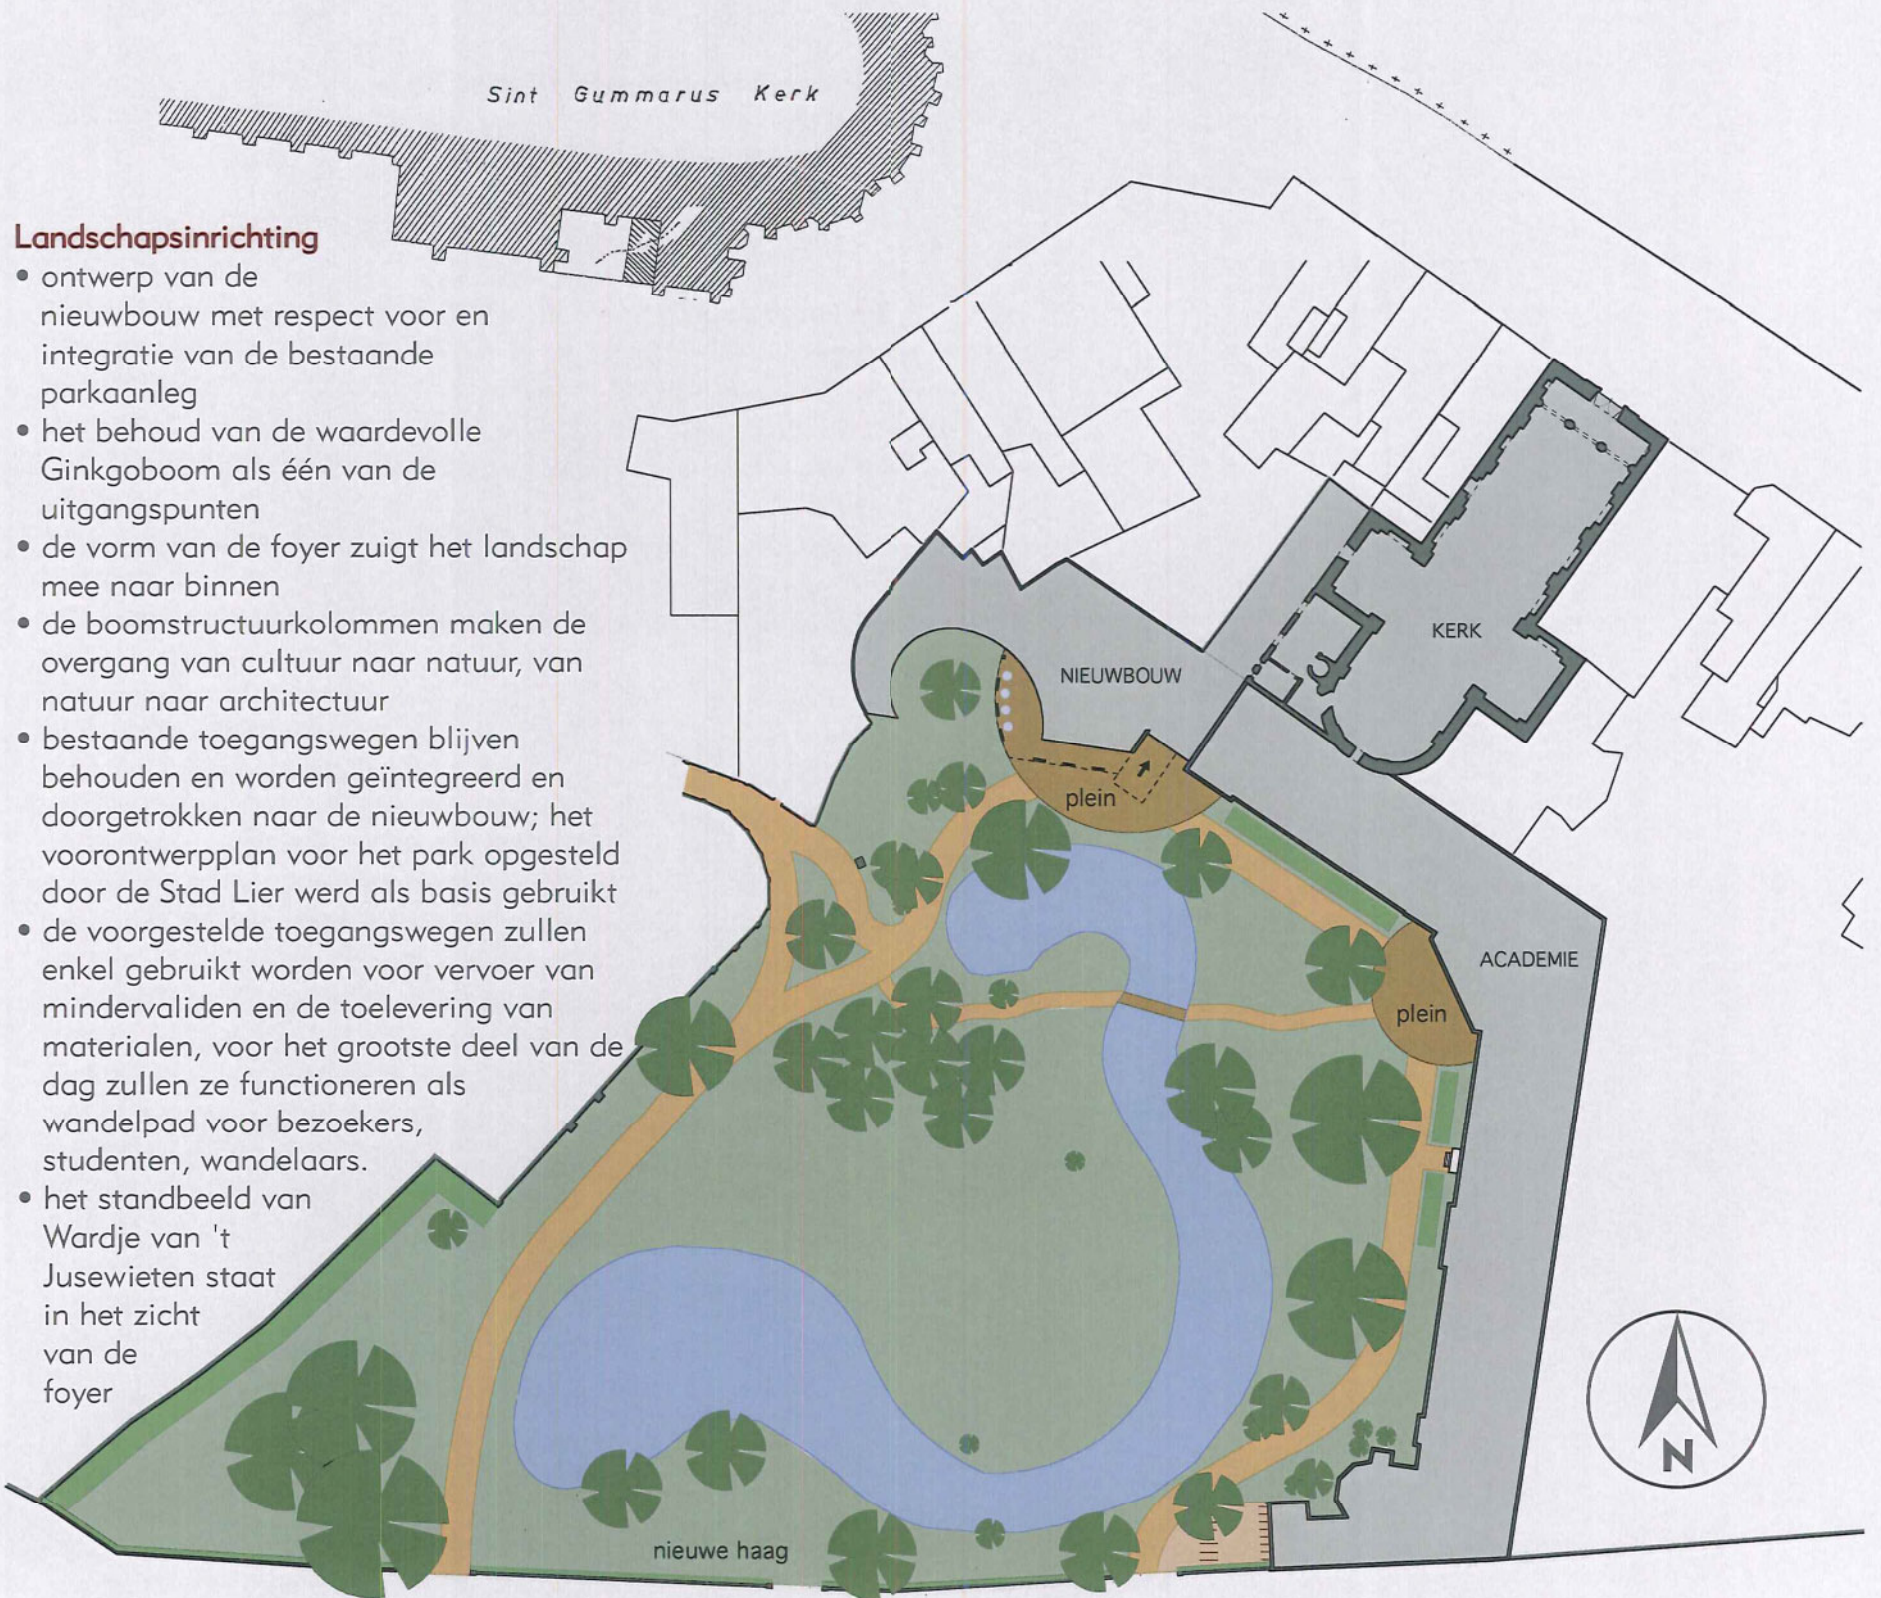 Sint Gummarus Kerk
Landschapsinrichting
• ontwerp van de
nieuwbouw met respect voor en
integratie van de bestaande
parkaanleg
• het behoud van de waardevolle
Ginkgoboom als één van de
uitgangspunten
• de vorm van de foyer zuigt het landschap
mee naar binnen
• de boomstructuurkolommen maken de
overgang van cultuur naar natuur, van
natuur naar architectuur
• bestaande toegangswegen blijven
behouden en worden geïntegreerd en
doorgetrokken naar de nieuwbouw; het
voorontwerpplan voor het park opgesteld
door de Stad Lier werd als basis gebruikt
• de voorgestelde toegangswegen zullen
enkel gebruikt worden voor vervoer van
mindervaliden en de toelevering van
materialen, voor het grootste deel van de
dag zullen ze functioneren als
wandelpad voor bezoekers,
studenten, wandelaars.
• het standbeeld van
Wardje van 't
Jusewieten staat
in het zicht
van de
foyer
KERK
NIEUWBOUW
plein
ACADEMIE
plein
N
nieuwe haag